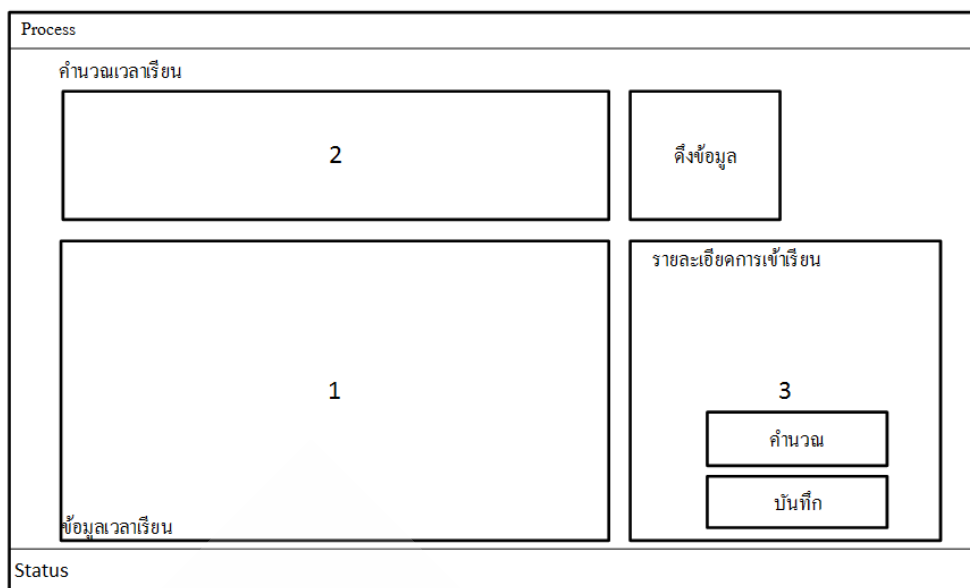 Process
คำนวณเวลาเรียน
2
ดึงข้อมูล
รายละเอียดการเข้าเรียน
1
3
คำนวณ
บันทึก
ข้อมูลเวลาเรียน
Status